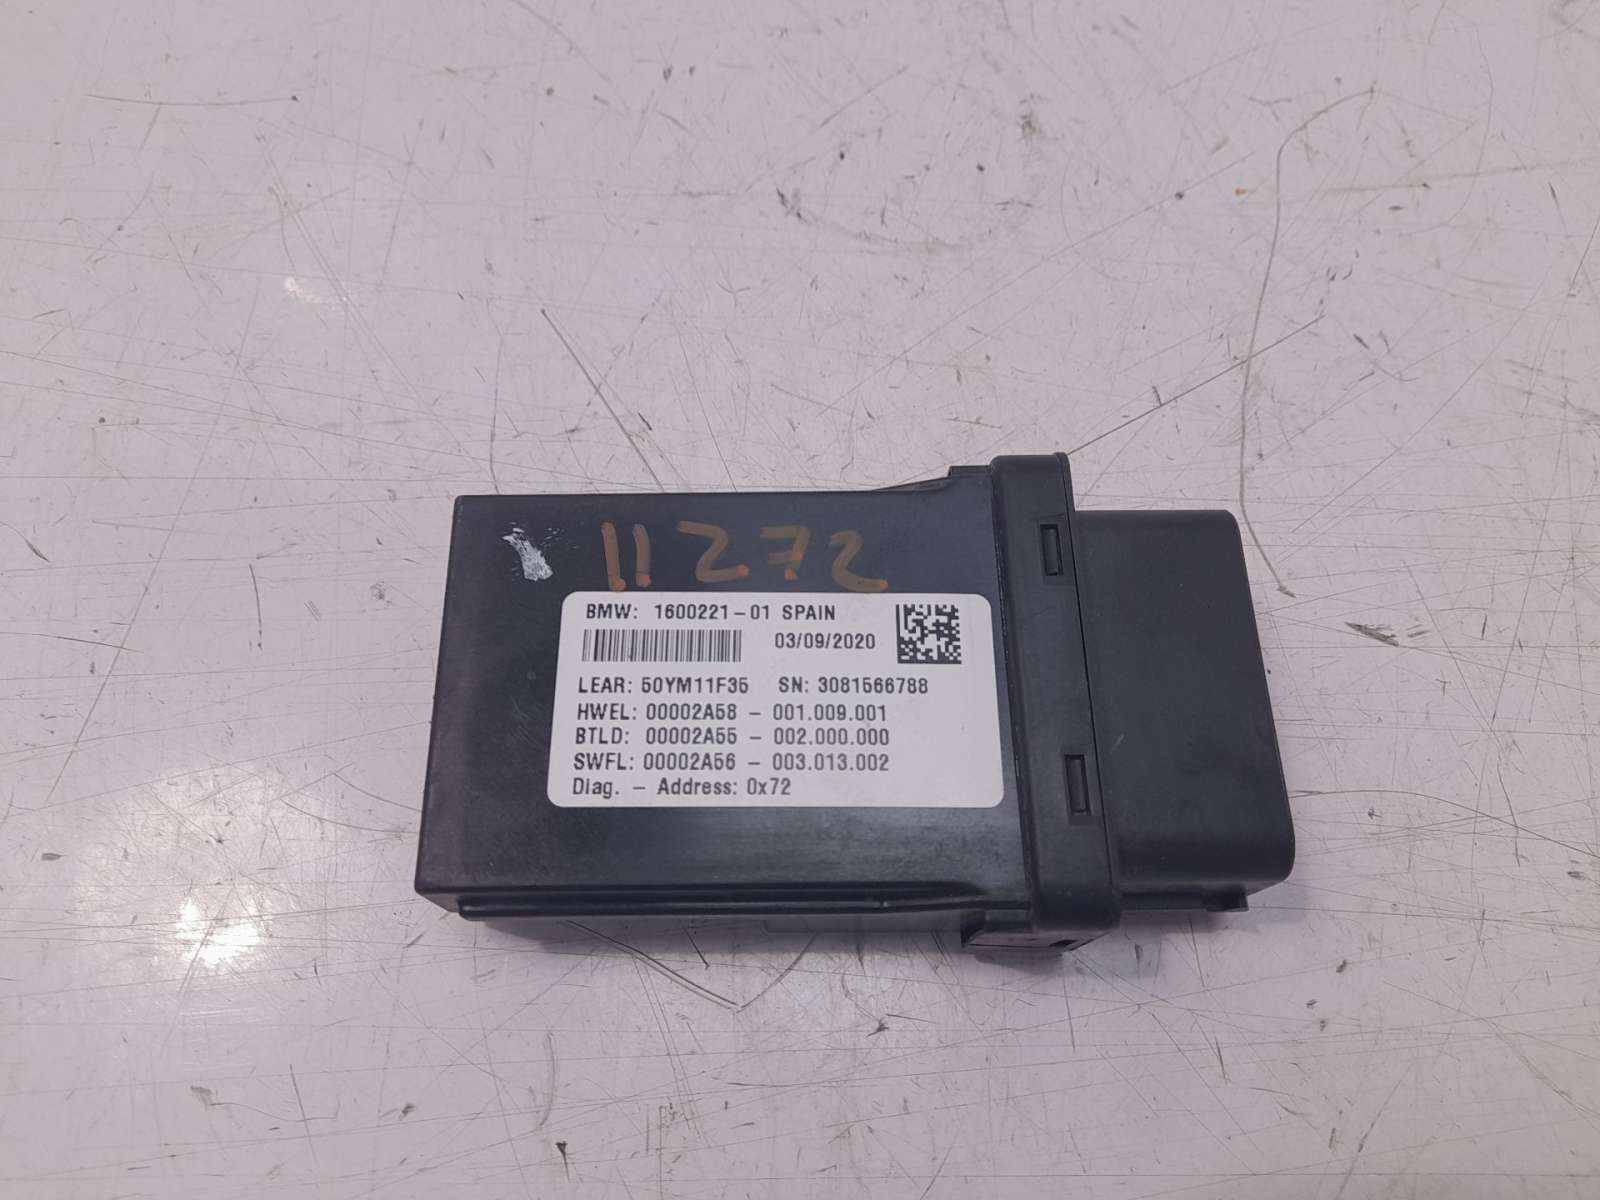 11272
BMW: 1600221-01 SPAIN
03/09/2020
LEAR: 50YM11F35 SN: 3081566788
HWEL: 00002A58 - 001.009.001
BTLD: 00002A55 - 002.000.000
SWFL: 00002A56 - 003.013.002
Diag. - Address: 0x72